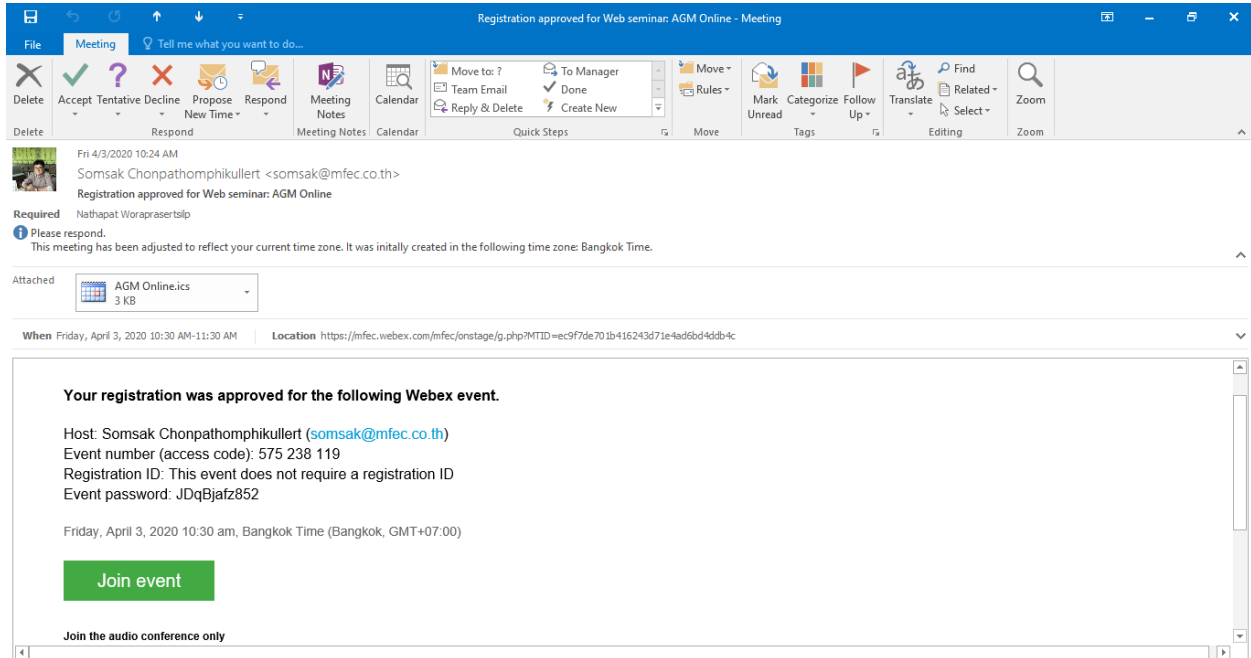 Registration approved for Web seminar: AGM Online - Meeting
File Meeting Tell me what you want to do...
Delete
Accept Tentative Decline Propose New Time Respond
Meeting Notes
Calendar
Move to: ? To Manager
Team Email Done
Reply & Delete Create New
Move
Rules
Mark Unread
Categorize
Follow Up
Translate
Find
Related
Select
Zoom
Delete Respond Meeting Notes Calendar Quick Steps Move Tags Editing Zoom
Fri 4/3/2020 10:24 AM
Somsak Chonpathomphikullert <somsak@mfec.co.th>
Registration approved for Web seminar: AGM Online
Required Nathapat Woraprasertsilp
Please respond.
This meeting has been adjusted to reflect your current time zone. It was initally created in the following time zone: Bangkok Time.
Attached
AGM Online.ics
3 KB
When Friday, April 3, 2020 10:30 AM-11:30 AM Location https://mfec.webex.com/mfec/onstage/g.php?MTID=ec9f7de701b416243d71e4ad6bd4ddb4c
Your registration was approved for the following Webex event.
Host: Somsak Chonpathomphikullert (somsak@mfec.co.th)
Event number (access code): 575 238 119
Registration ID: This event does not require a registration ID
Event password: JDqBjafz852
Friday, April 3, 2020 10:30 am, Bangkok Time (Bangkok, GMT+07:00)
Join event
Join the audio conference only